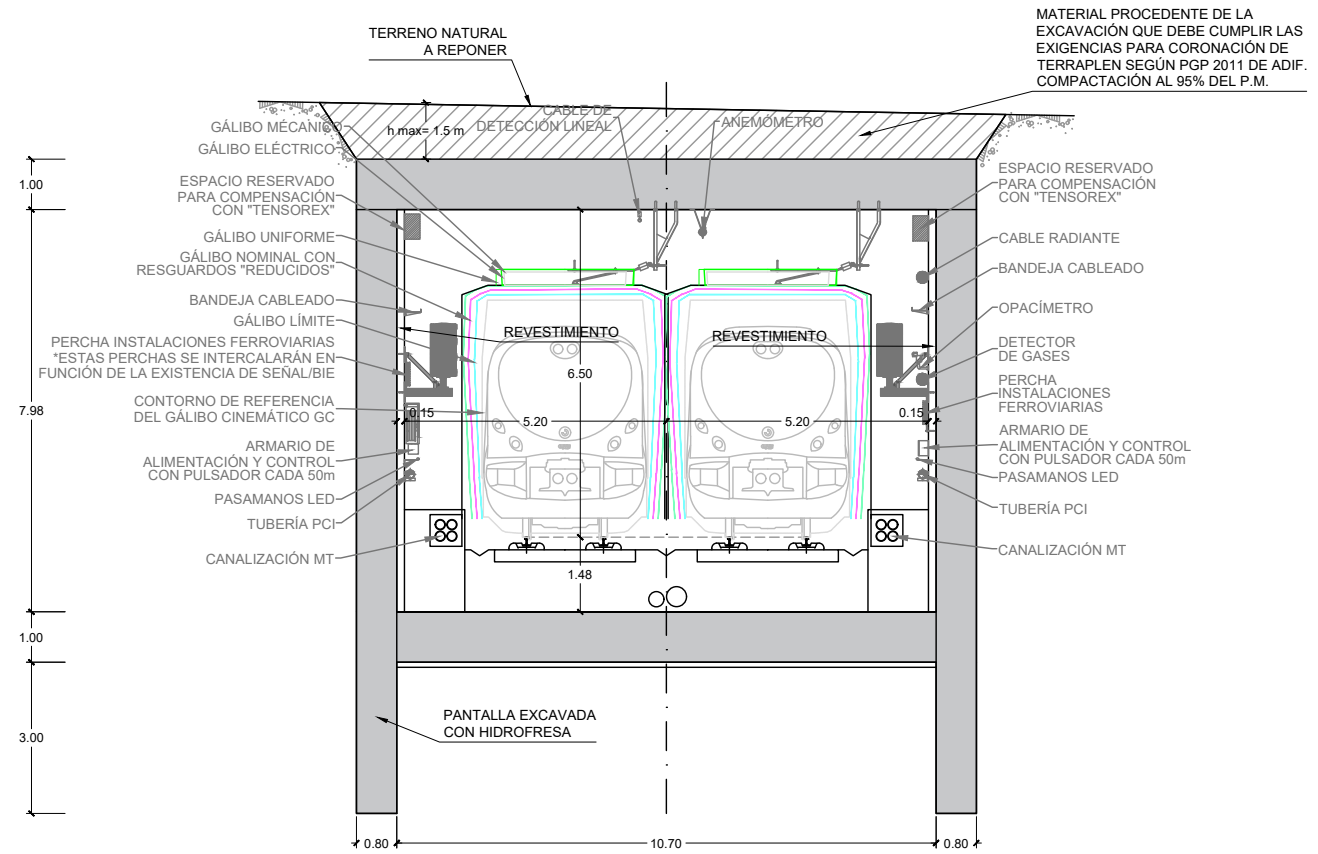 TERRENO NATURAL
A REPONER
MATERIAL PROCEDENTE DE LA
EXCAVACIÓN QUE DEBE CUMPLIR LAS
EXIGENCIAS PARA CORONACIÓN DE
TERRAPLEN SEGÚN PGP 2011 DE ADIF.
COMPACTACIÓN AL 95% DEL P.M.
CABLE DE
DETECCIÓN LINEAL
ANEMÓMETRO
h max= 1.5 m
GÁLIBO MÉCANICO
GÁLIBO ELÉCTRICO
ESPACIO RESERVADO
PARA COMPENSACIÓN
CON "TENSOREX"
GÁLIBO UNIFORME
GÁLIBO NOMINAL CON
RESGUARDOS "REDUCIDOS"
BANDEJA CABLEADO
GÁLIBO LÍMITE
PERCHA INSTALACIONES FERROVIARIAS
*ESTAS PERCHAS SE INTERCALARÁN EN
FUNCIÓN DE LA EXISTENCIA DE SEÑAL/BIE
CONTORNO DE REFERENCIA
DEL GÁLIBO CINEMÁTICO GC
ARMARIO DE
ALIMENTACIÓN Y CONTROL
CON PULSADOR CADA 50m
PASAMANOS LED
TUBERÍA PCI
CANALIZACIÓN MT
ESPACIO RESERVADO
PARA COMPENSACIÓN
CON "TENSOREX"
CABLE RADIANTE
BANDEJA CABLEADO
OPACÍMETRO
DETECTOR
DE GASES
PERCHA
INSTALACIONES
FERROVIARIAS
ARMARIO DE
ALIMENTACIÓN Y CONTROL
CON PULSADOR CADA 50m
PASAMANOS LED
TUBERÍA PCI
CANALIZACIÓN MT
REVESTIMIENTO
REVESTIMIENTO
6.50
0.15
5.20
5.20
0.15
1.48
1.00
7.98
1.00
3.00
PANTALLA EXCAVADA
CON HIDROFRESA
0.80
10.70
0.80